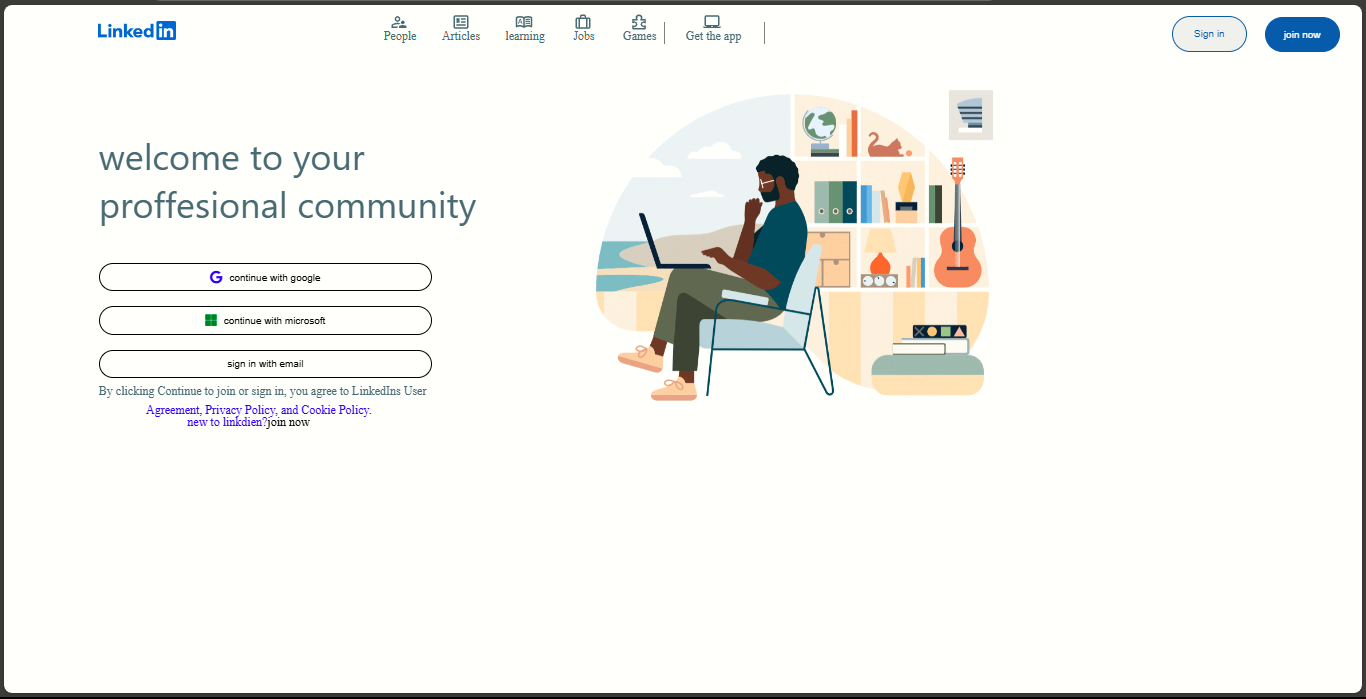 Linked in
People Articles learning Jobs Games Get the app
Sign in
join now
welcome to your
proffesional community
continue with google
continue with microsoft
sign in with email
By clicking Continue to join or sign in, you agree to LinkedIns User
Agreement, Privacy Policy, and Cookie Policy.
new to linkdien?join now